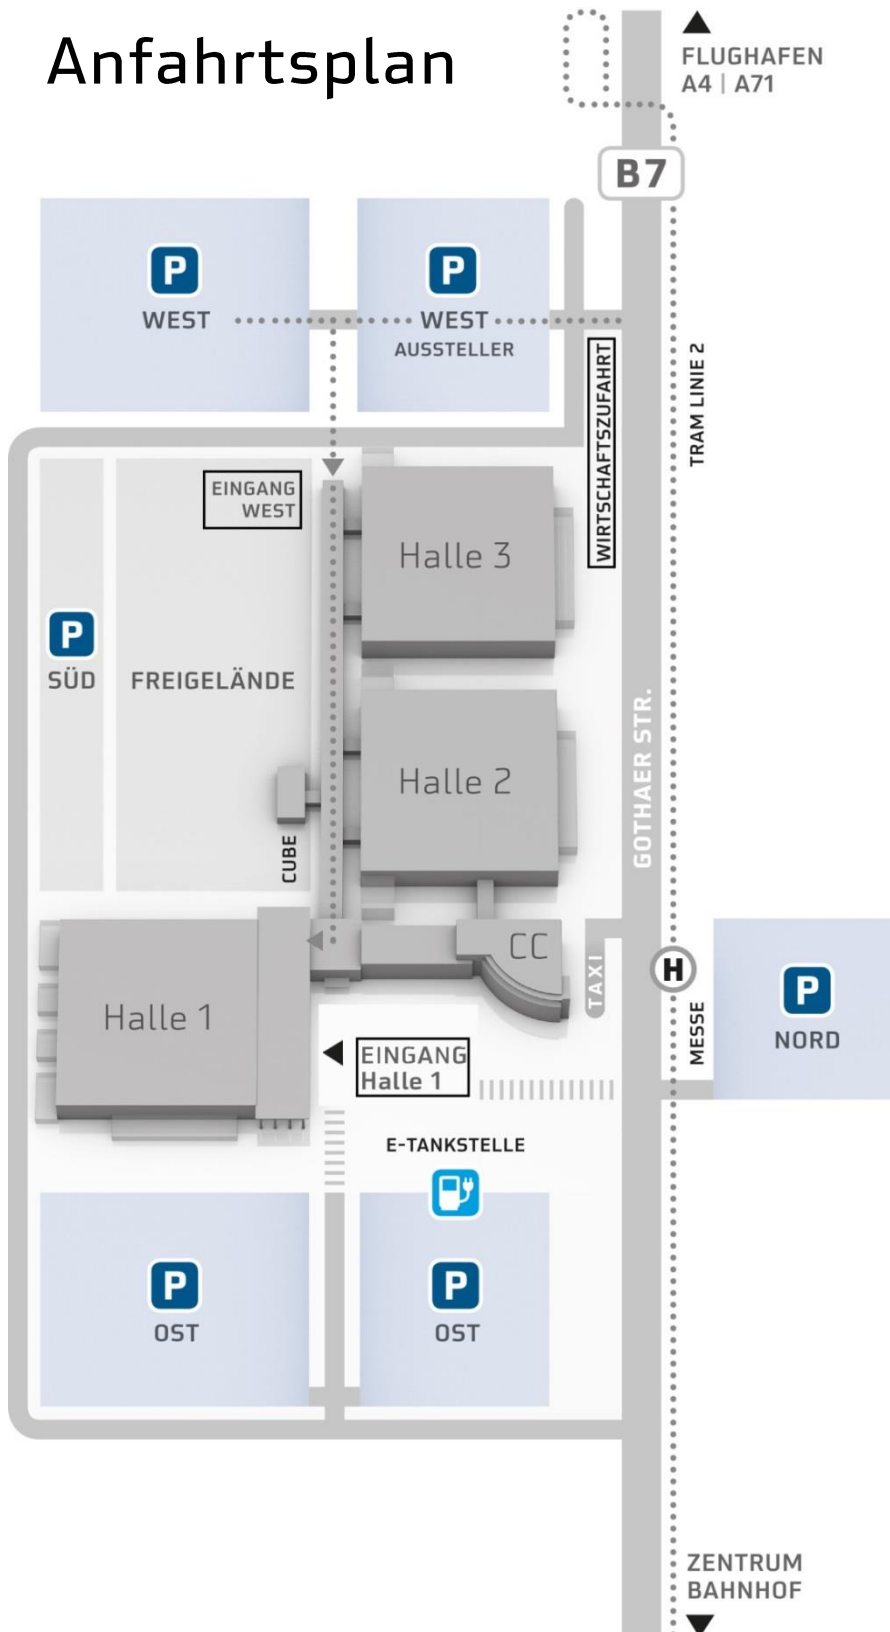 Anfahrtsplan
FLUGHAFEN
A4 | A71
B7
P
WEST
P
WEST
AUSSTELLER
WIRTSCHAFTSZUFAHRT
TRAM LINIE 2
EINGANG
WEST
Halle 3
P
SÜD
FREIGELÄNDE
Halle 2
GOTHAER STR.
CUBE
CC
TAXI
H
MESSE
P
NORD
Halle 1
EINGANG
Halle 1
E-TANKSTELLE
P
OST
P
OST
ZENTRUM
BAHNHOF